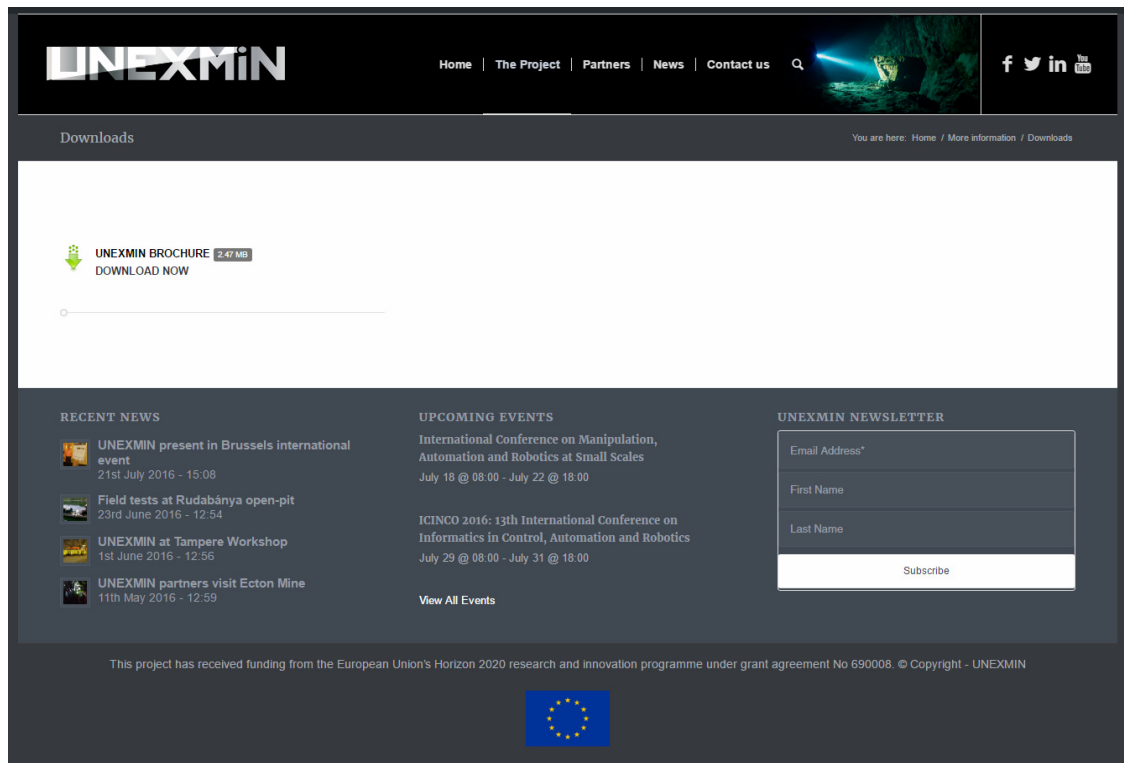 UNEXMiN
Home | The Project | Partners | News | Contact us
f in You Tube
Downloads
You are here: Home / More information / Downloads
UNEXMIN BROCHURE 2.47 MB
DOWNLOAD NOW
RECENT NEWS
UNEXMIN present in Brussels international
event
21st July 2016 - 15:08
Field tests at Rudabánya open-pit
23rd June 2016 - 12:54
UNEXMIN at Tampere Workshop
1st June 2016 - 12:56
UNEXMIN partners visit Ecton Mine
11th May 2016 - 12:59
UPCOMING EVENTS
International Conference on Manipulation,
Automation and Robotics at Small Scales
July 18 @ 08:00 - July 22 @ 18:00
ICINCO 2016: 13th International Conference on
Informatics in Control, Automation and Robotics
July 29 @ 08:00 - July 31 @ 18:00
View All Events
UNEXMIN NEWSLETTER
Email Address*
First Name
Last Name
Subscribe
This project has received funding from the European Union's Horizon 2020 research and innovation programme under grant agreement No 690008. © Copyright - UNEXMIN